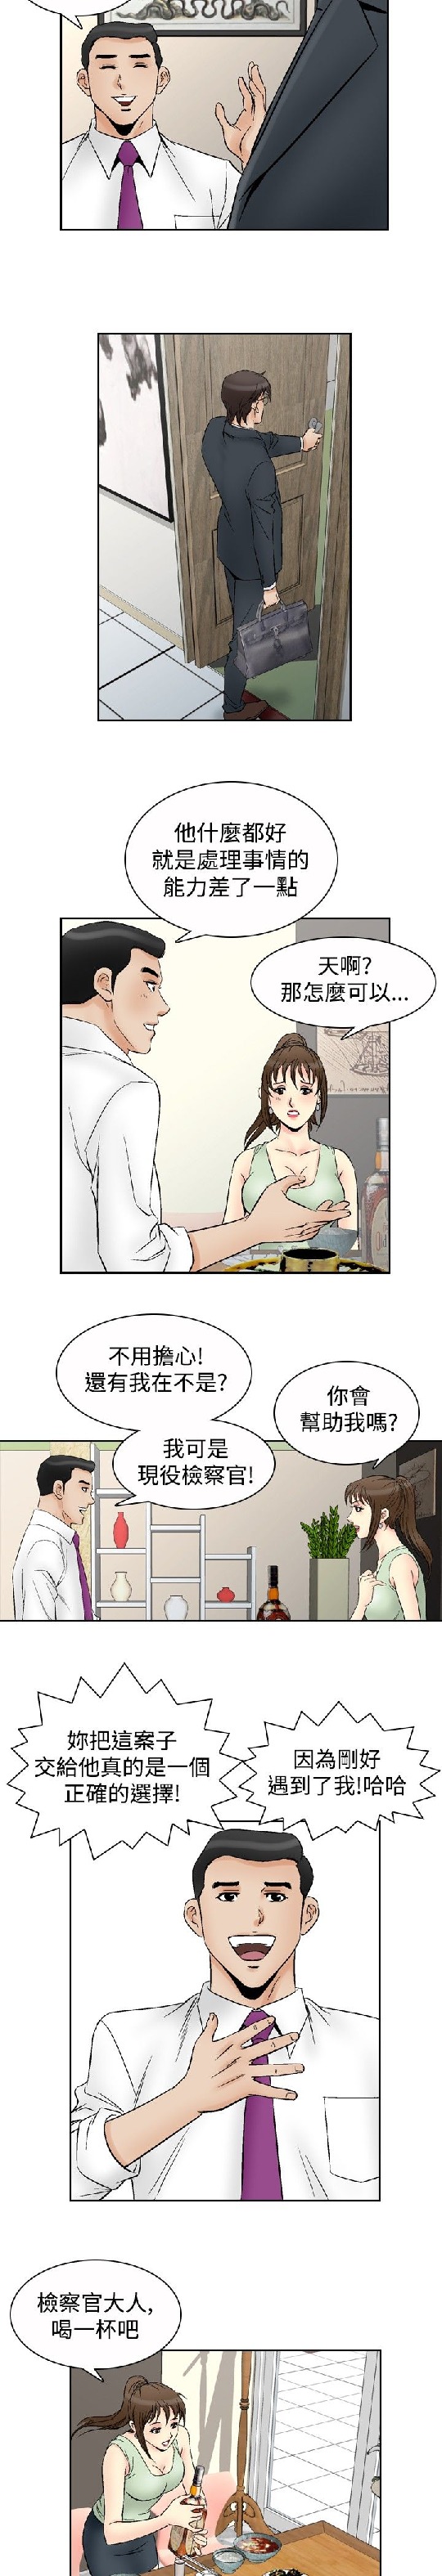 他什麼都好
就是處理事情的
能力差了一點
天啊?
那怎麼可以...
不用擔心!
還有我在不是?
我可是
現役檢察官!
你會
幫助我嗎?
妳把這案子
交給他真的是一個
正確的選擇!
因為剛好
遇到了我!哈哈
檢察官大人,
喝一杯吧